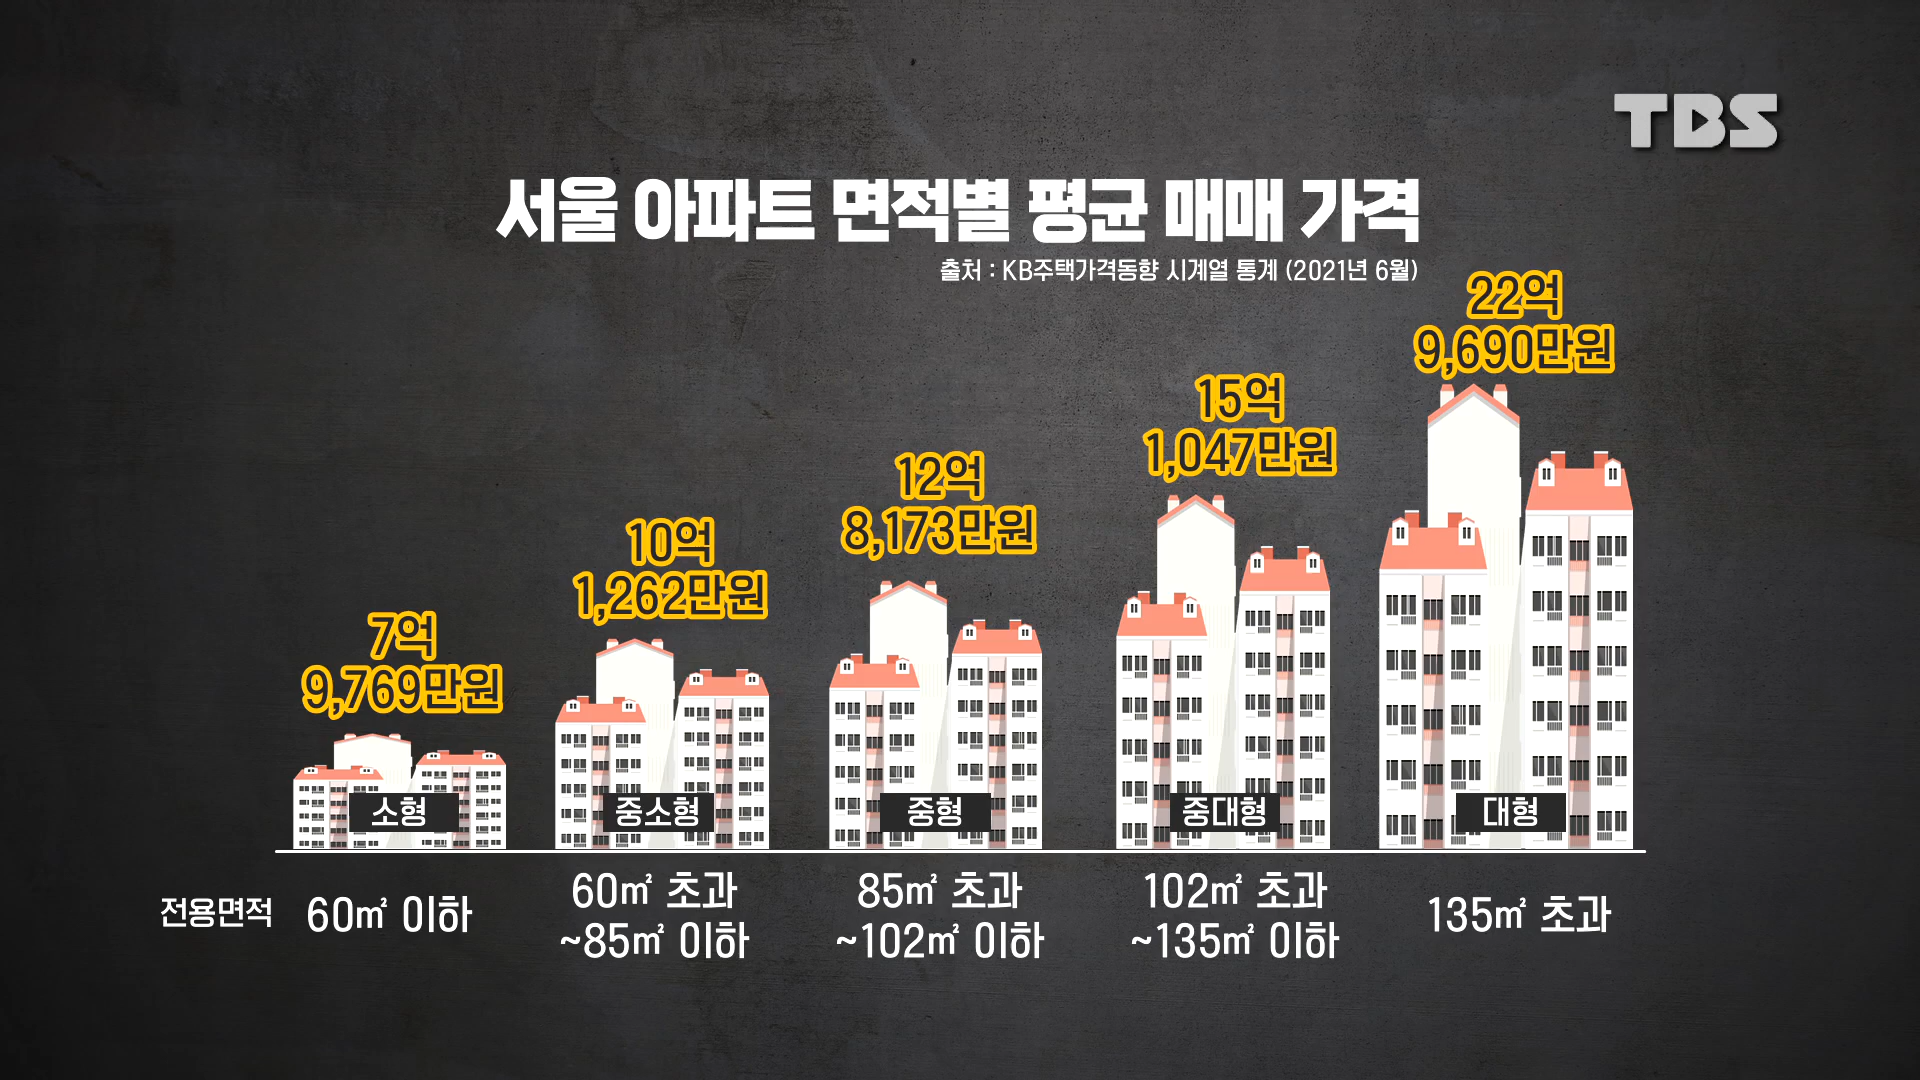 TBS
서울 아파트 면적별 평균 매매 가격
출처 : KB주택가격동향 시계열 통계 (2021년 6월)
7억
9,769만원
10억
1,262만원
12억
8,173만원
15억
1,047만원
22억
9,690만원
소형
중소형
중형
중대형
대형
전용면적
60㎡ 이하
60㎡ 초과
~85㎡ 이하
85㎡ 초과
~102㎡ 이하
102㎡ 초과
~135㎡ 이하
135㎡ 초과